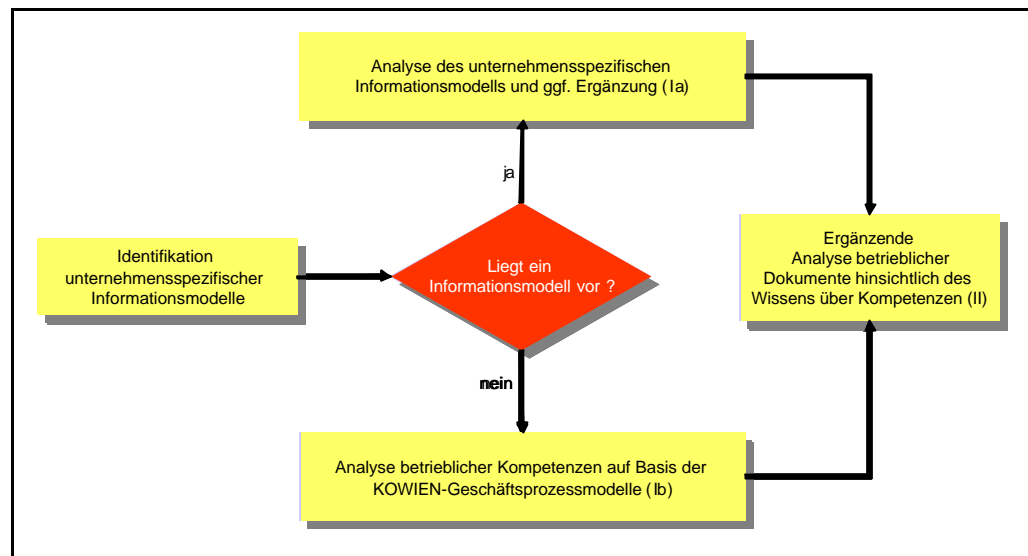 Analyse des unternehmensspezifischen
Informationsmodells und ggf. Ergänzung (Ia)
ja
Identifikation
unternehmensspezifischer
Informationsmodelle
Liegt ein
Informationsmodell vor ?
Ergänzende
Analyse betrieblicher
Dokumente hinsichtlich des
Wissens über Kompetenzen (II)
nein
Analyse betrieblicher Kompetenzen auf Basis der
KOWIEN-Geschäftsprozessmodelle (Ib)